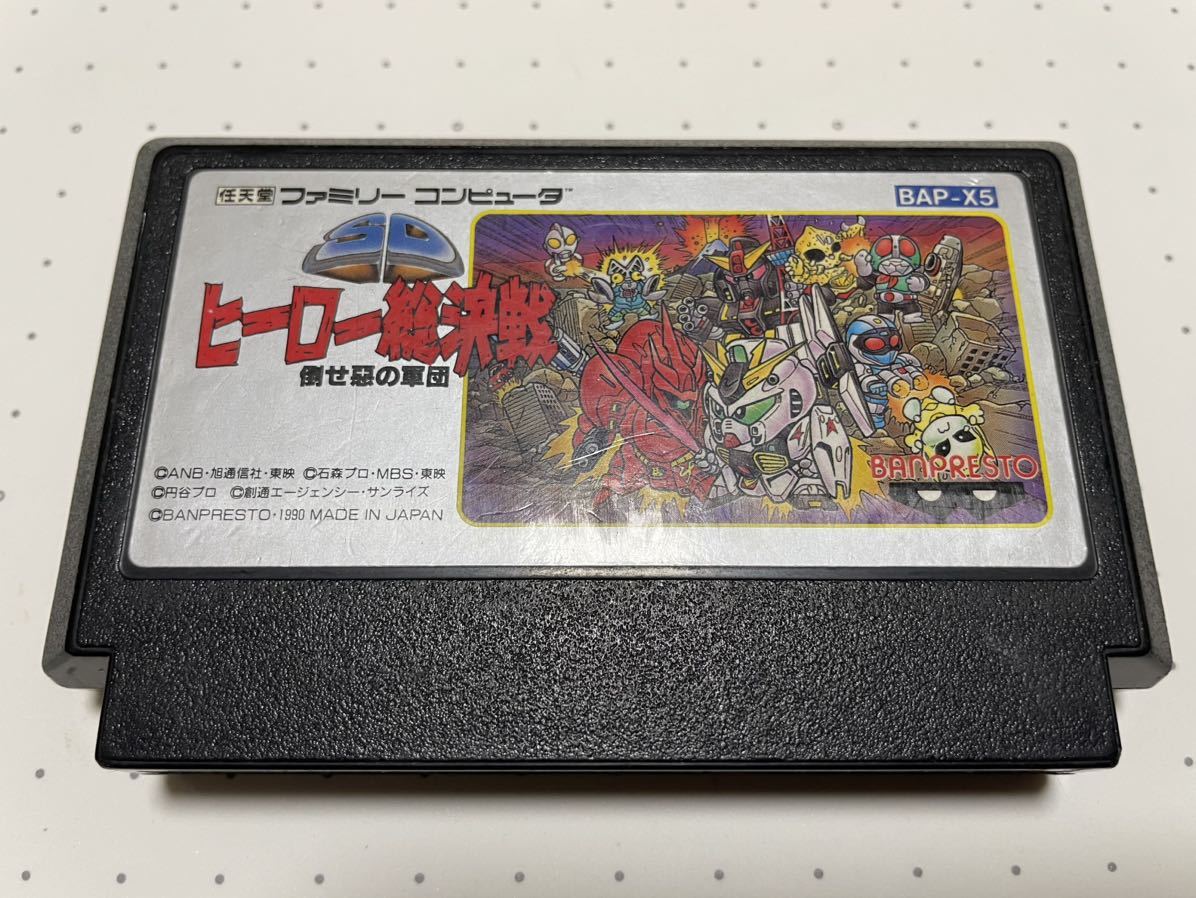 任天堂 ファミリー コンピュータ™
BAP-X5
SD
ヒーロー総決戦
倒せ悪の軍団
©ANB・旭通信社・東映 ©石森プロ・MBS・東映
©円谷プロ ©創通エージェンシー・サンライズ
©BANPRESTO・1990 MADE IN JAPAN
BANPRESTO